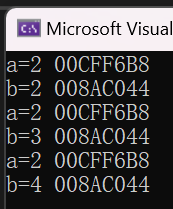 C:\
Microsoft Visual
a=2 00CFF6B8
b=2 008AC044
a=2 00CFF6B8
b=3 008AC044
a=2 00CFF6B8
b=4 008AC044